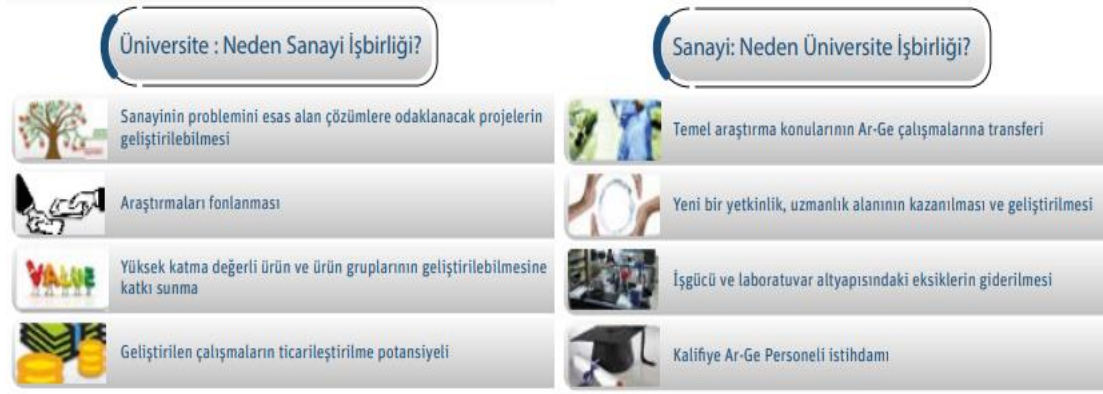 Üniversite : Neden Sanayi İşbirliği?
Sanayinin problemini esas alan çözümlere odaklanacak projelerin
geliştirilebilmesi
Araştırmaları fonlanması
VALUE
Yüksek katma değerli ürün ve ürün gruplarının geliştirilebilmesine
katkı sunma
Geliştirilen çalışmaların ticarileştirilme potansiyeli
Sanayi: Neden Üniversite İşbirliği?
Temel araştırma konularının Ar-Ge çalışmalarına transferi
Yeni bir yetkinlik, uzmanlık alanının kazanılması ve geliştirilmesi
İşgücü ve laboratuvar altyapısındaki eksiklerin giderilmesi
Kalifiye Ar-Ge Personeli istihdamı